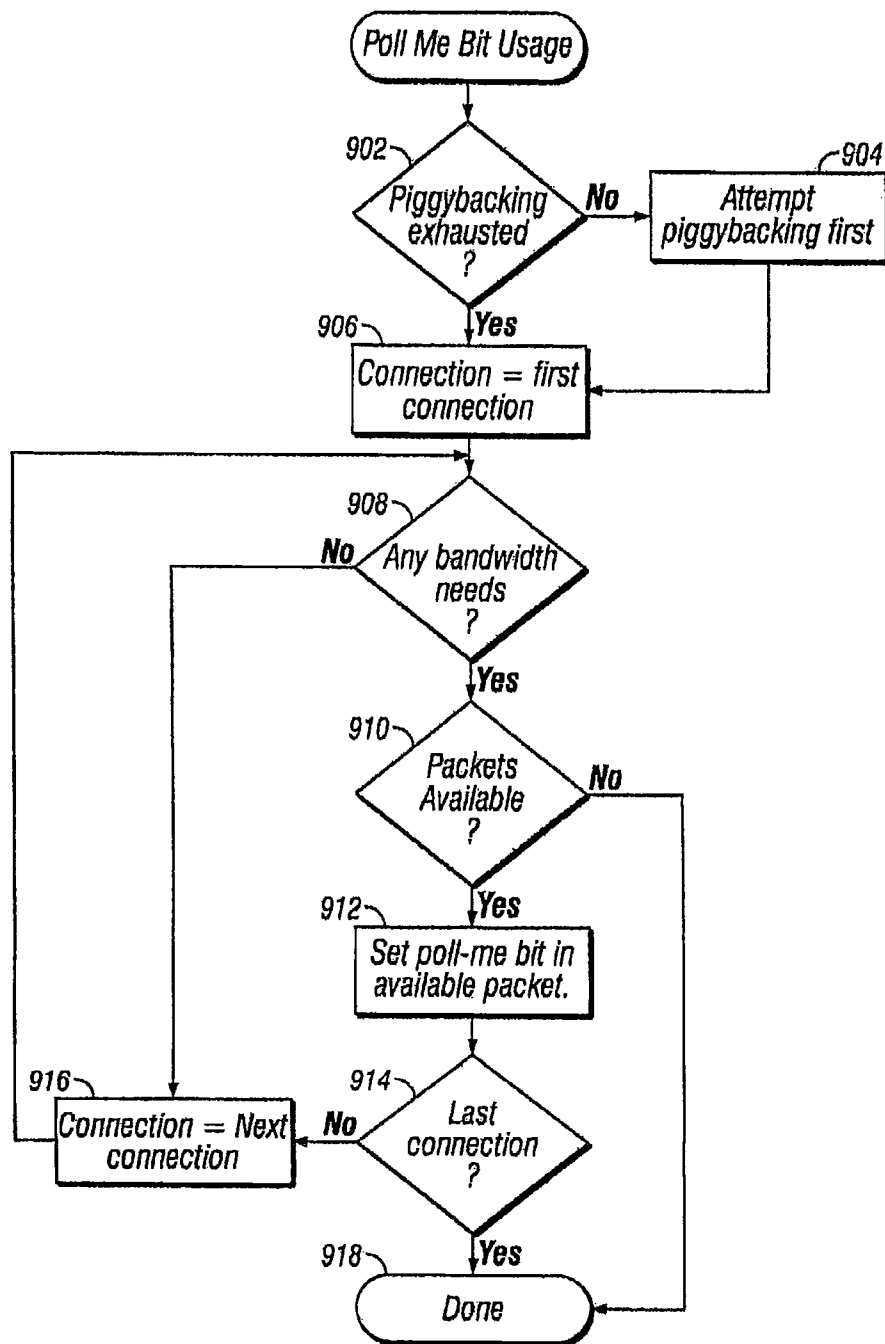 Poll Me Bit Usage
902
904
Piggybacking
exhausted
?
No
Attempt
piggybacking first
Yes
906
Connection = first
connection
908
No
Any bandwidth
needs
?
Yes
910
Packets
Available
?
No
Yes
912
Set poll-me bit in
available packet.
914
916
Last
connection
?
No
Connection = Next
connection
Yes
918
Done